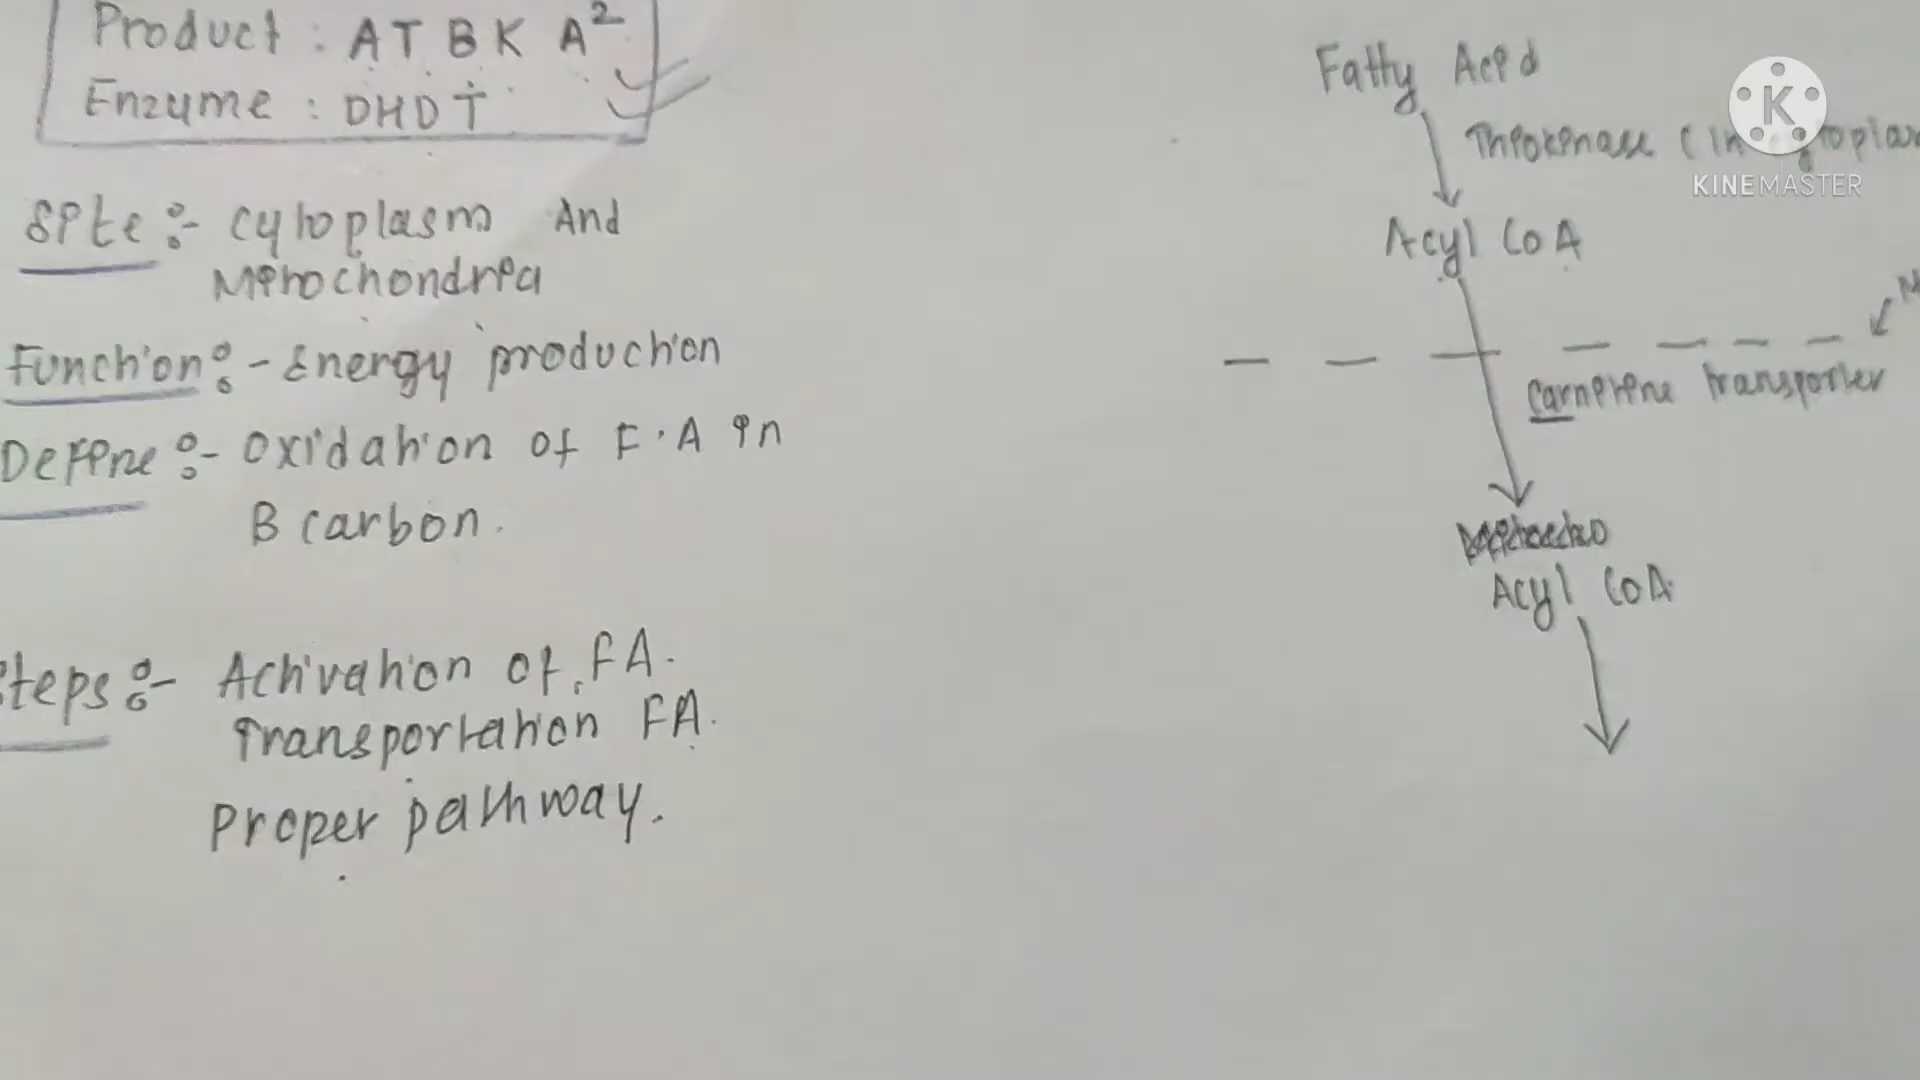 Product : A T B K A²
Enzyme : DHDT
Site :- Cytoplasm And
Mitochondria
Function :- Energy production
Define :- Oxidation of F.A in
B carbon.
Steps :- Activation of FA.
Transportation FA.
Proper pathway.
Fatty Acid
Thiokinase (in
Acyl CoA
M
Carnitine transporter
Acyl CoA
K
KINEMASTER